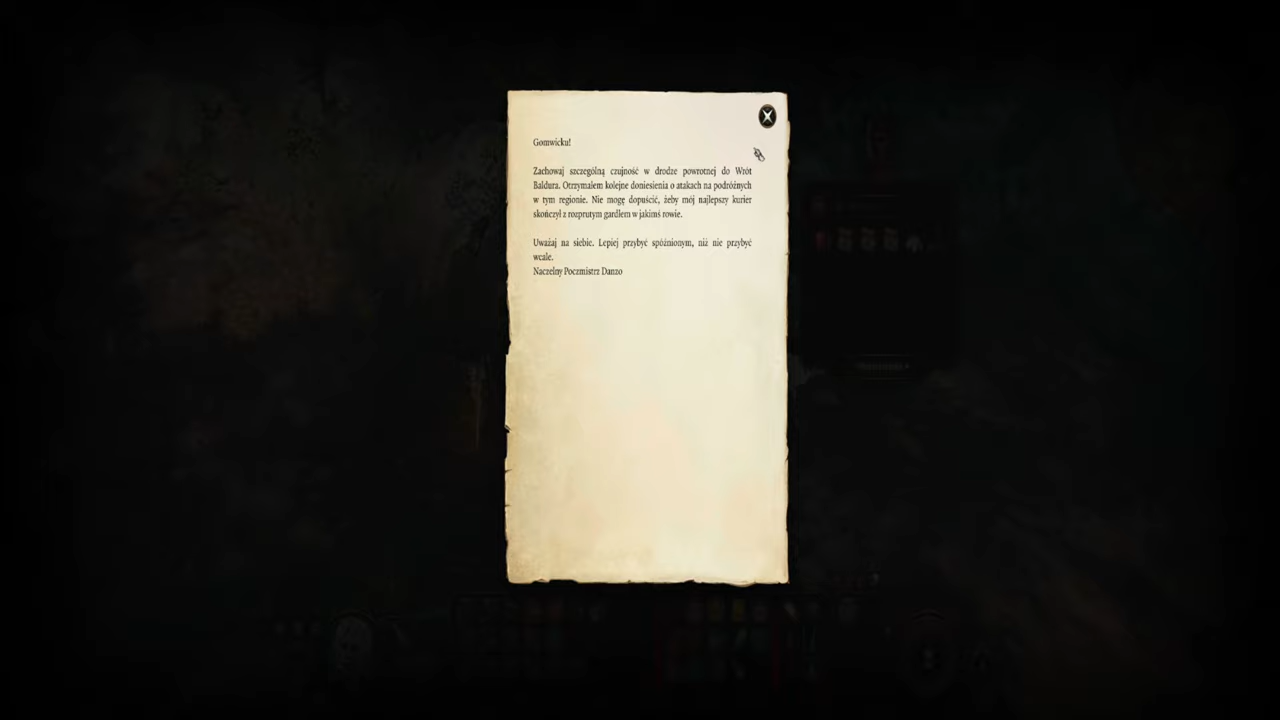 Gomwicku!
Zachowaj szczególną czujność w drodze powrotnej do Wrót
Baldura. Otrzymałem kolejne doniesienia o atakach na podróżnych
w tym regionie. Nie mogę dopuścić, żeby mój najlepszy kurier
skończył z rozprutym gardłem w jakimś rowie.
Uważaj na siebie. Lepiej przybyć spóźnionym, niż nie przybyć
wcale.
Naczelny Poczmistrz Danzo